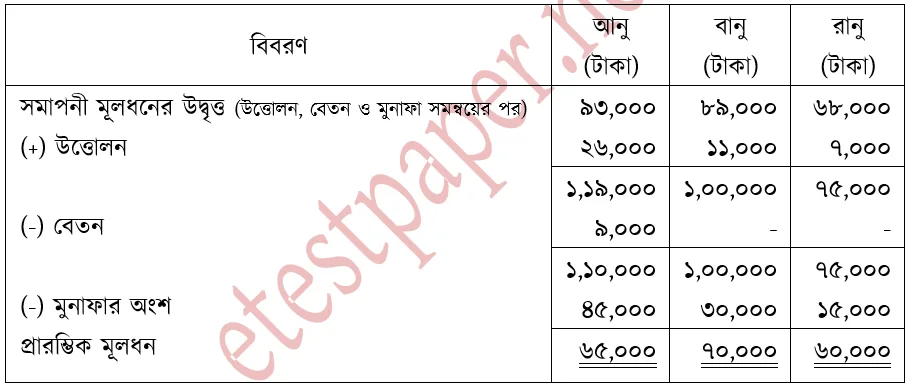 বিবরণ আনু (টাকা) বানু (টাকা) রানু (টাকা)
সমাপনী মূলধনের উদ্বৃত্ত (উত্তোলন, বেতন ও মুনাফা সমন্বয়ের পর) ৯৩,০০০ ৮৯,০০০ ৬৮,০০০
(+) উত্তোলন ২৬,০০০ ১১,০০০ ৭,০০০
১,১৯,০০০ ১,০০,০০০ ৭৫,০০০
(-) বেতন ৯,০০০ - -
১,১০,০০০ ১,০০,০০০ ৭৫,০০০
(-) মুনাফার অংশ ৪৫,০০০ ৩০,০০০ ১৫,০০০
প্রারম্ভিক মূলধন ৬৫,০০০ ৭০,০০০ ৬০,০০০
etestpaper.ne